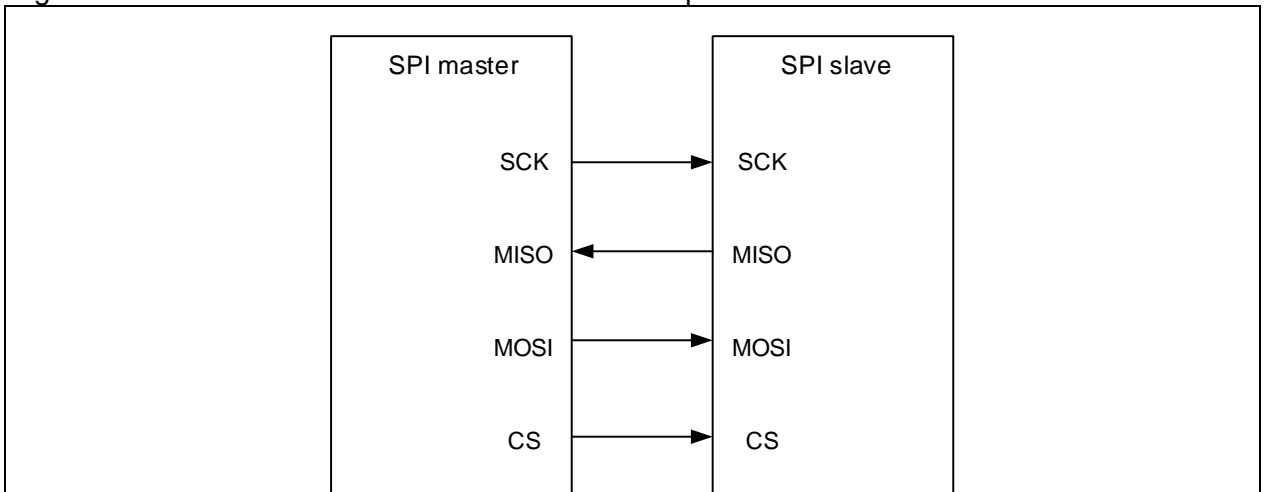 SPI master SPI slave
SCK SCK
MISO MISO
MOSI MOSI
CS CS